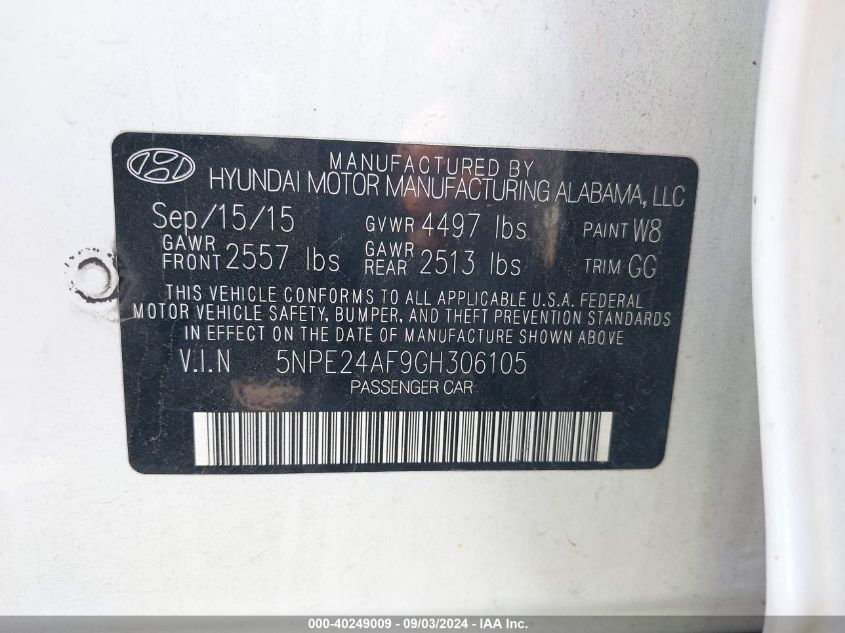 MANUFACTURED BY
HYUNDAI MOTOR MANUFACTURING ALABAMA, LLC
Sep/15/15 GVWR 4497 lbs PAINT W8
GAWR FRONT 2557 lbs GAWR REAR 2513 lbs TRIM GG
THIS VEHICLE CONFORMS TO ALL APPLICABLE U.S.A. FEDERAL
MOTOR VEHICLE SAFETY, BUMPER, AND THEFT PREVENTION STANDARDS
IN EFFECT ON THE DATE OF MANUFACTURE SHOWN ABOVE.
V.I.N 5NPE24AF9GH306105
PASSENGER CAR
000-40249009 - 09/03/2024 - IAA Inc.